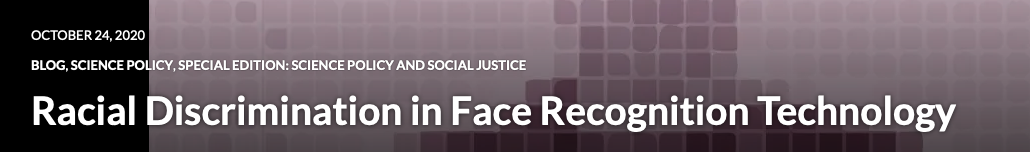 OCTOBER 24, 2020
BLOG, SCIENCE POLICY, SPECIAL EDITION: SCIENCE POLICY AND SOCIAL JUSTICE
Racial Discrimination in Face Recognition Technology